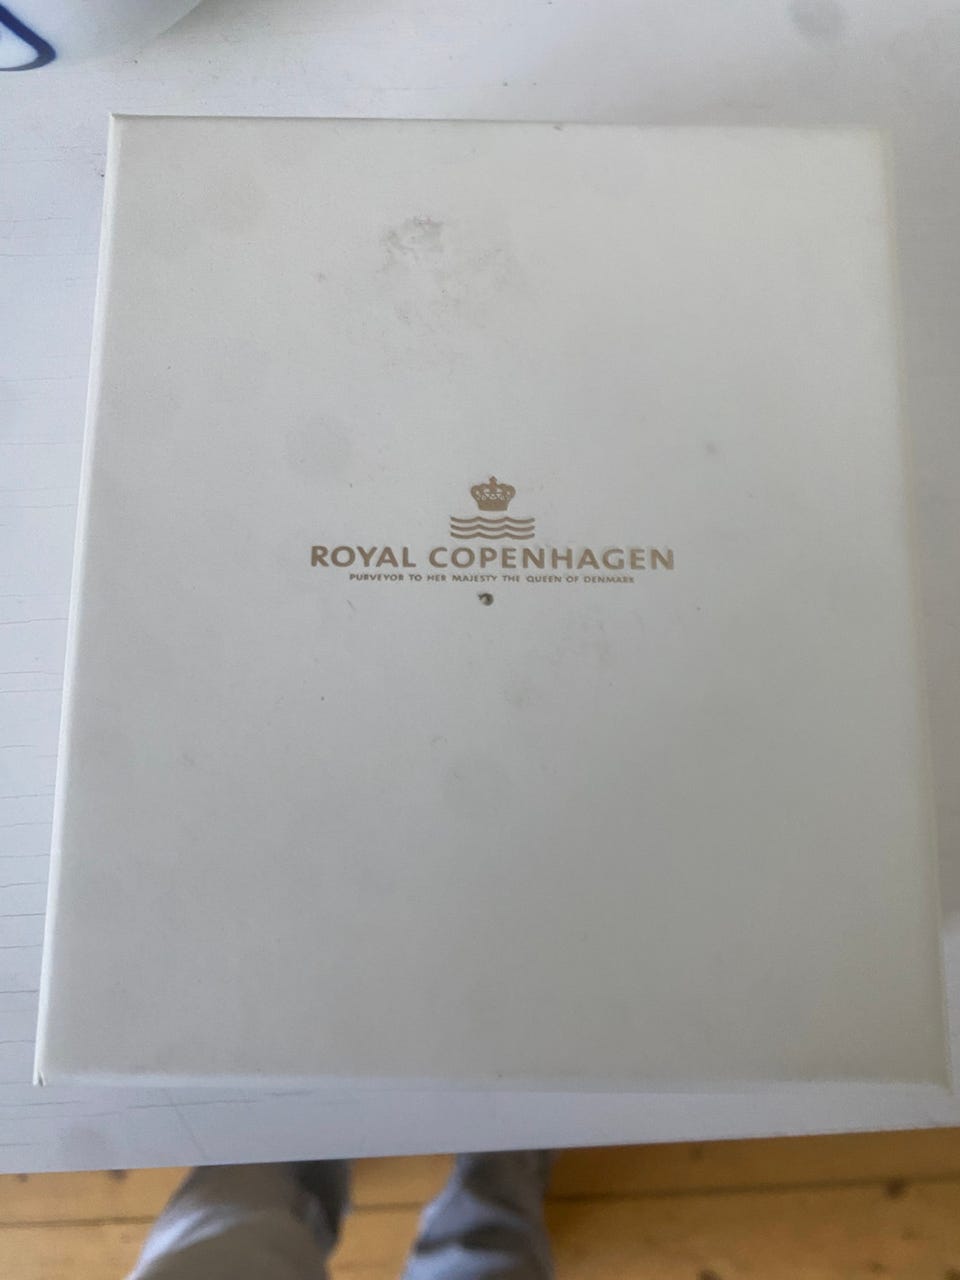 ROYAL COPENHAGEN
PURVEYOR TO HER MAJESTY THE QUEEN OF DENMARK